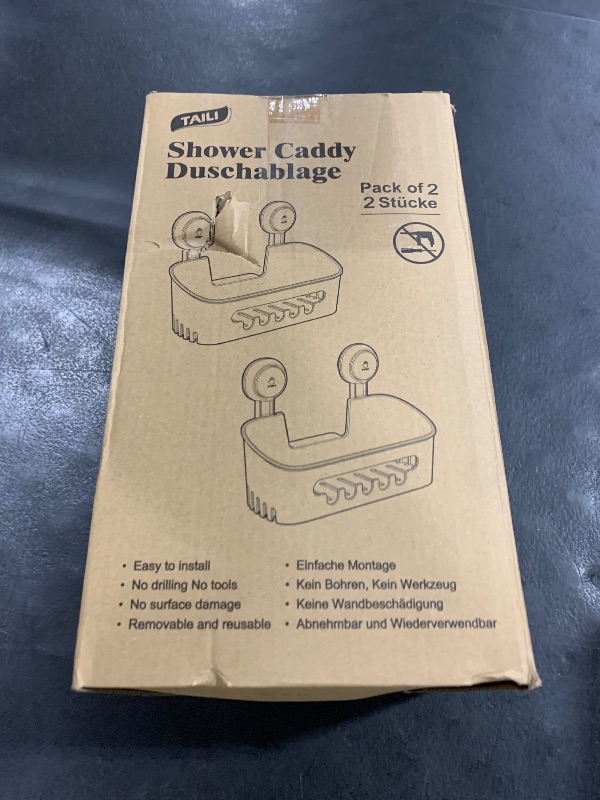 TAILI
Shower Caddy
Duschablage
Pack of 2
2 Stücke
• Easy to install
• No drilling No tools
• No surface damage
• Removable and reusable
• Einfache Montage
• Kein Bohren, Kein Werkzeug
• Keine Wandbeschädigung
• Abnehmbar und Wiederverwendbar